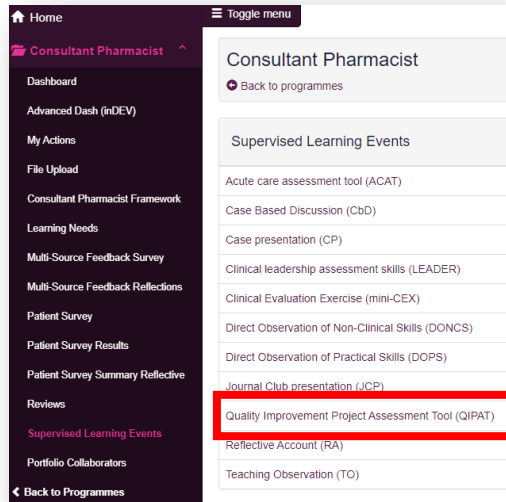 Home
Consultant Pharmacist
Dashboard
Advanced Dash (inDEV)
My Actions
File Upload
Consultant Pharmacist Framework
Learning Needs
Multi-Source Feedback Survey
Multi-Source Feedback Reflections
Patient Survey
Patient Survey Results
Patient Survey Summary Reflective
Reviews
Supervised Learning Events
Portfolio Collaborators
Back to Programmes
Toggle menu
Consultant Pharmacist
Back to programmes
Supervised Learning Events
Acute care assessment tool (ACAT)
Case Based Discussion (CbD)
Case presentation (CP)
Clinical leadership assessment skills (LEADER)
Clinical Evaluation Exercise (mini-CEX)
Direct Observation of Non-Clinical Skills (DONCS)
Direct Observation of Practical Skills (DOPS)
Journal Club presentation (JCP)
Quality Improvement Project Assessment Tool (QIPAT)
Reflective Account (RA)
Teaching Observation (TO)